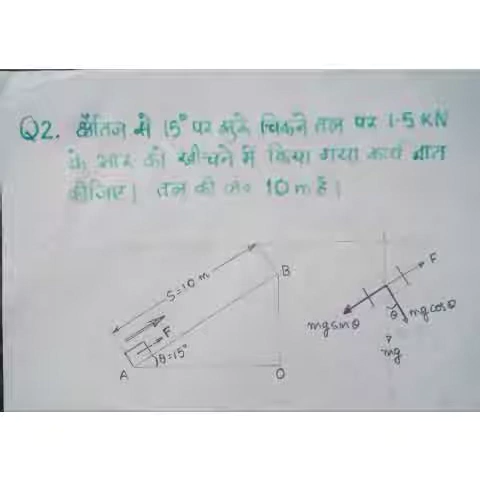 Q2. क्षैतिज से 15° पर झुके चिकने तल पर 1.5 KN
के भार को खींचने में किया गया कार्य ज्ञात
कीजिए। तल की लं० 10 m है।
S=10 m
B
F
θ=15°
A
O
F
θ
mg sinθ
mg cosθ
mg